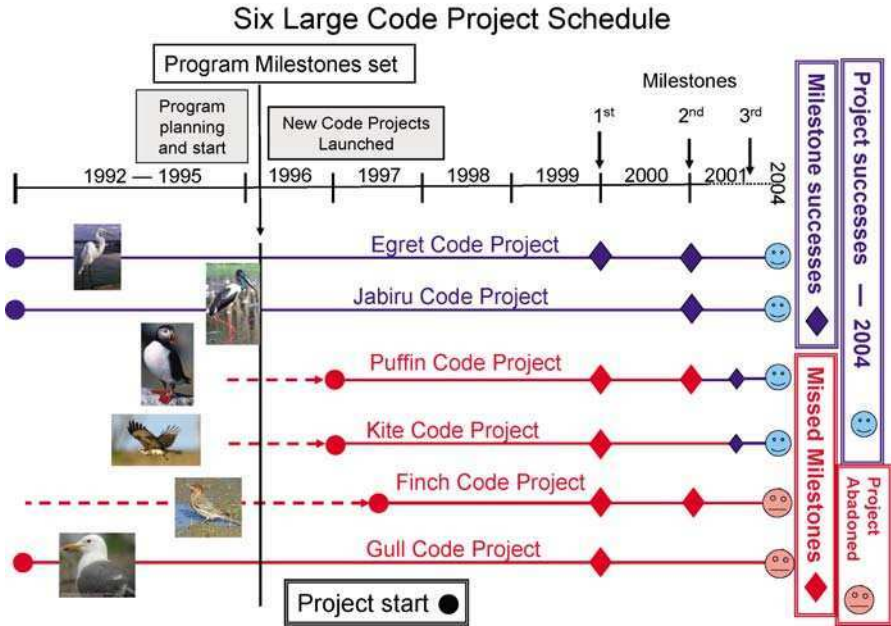 Six Large Code Project Schedule
Program Milestones set
Program
planning
and start
New Code Projects
Launched
Milestones
1st
2nd
3rd
1992 — 1995
1996
1997
1998
1999
2000
2001
2004
Egret Code Project
Jabiru Code Project
Puffin Code Project
Kite Code Project
Finch Code Project
Gull Code Project
Project start
Milestone successes
Missed Milestones
Project successes — 2004
Project
Abadoned